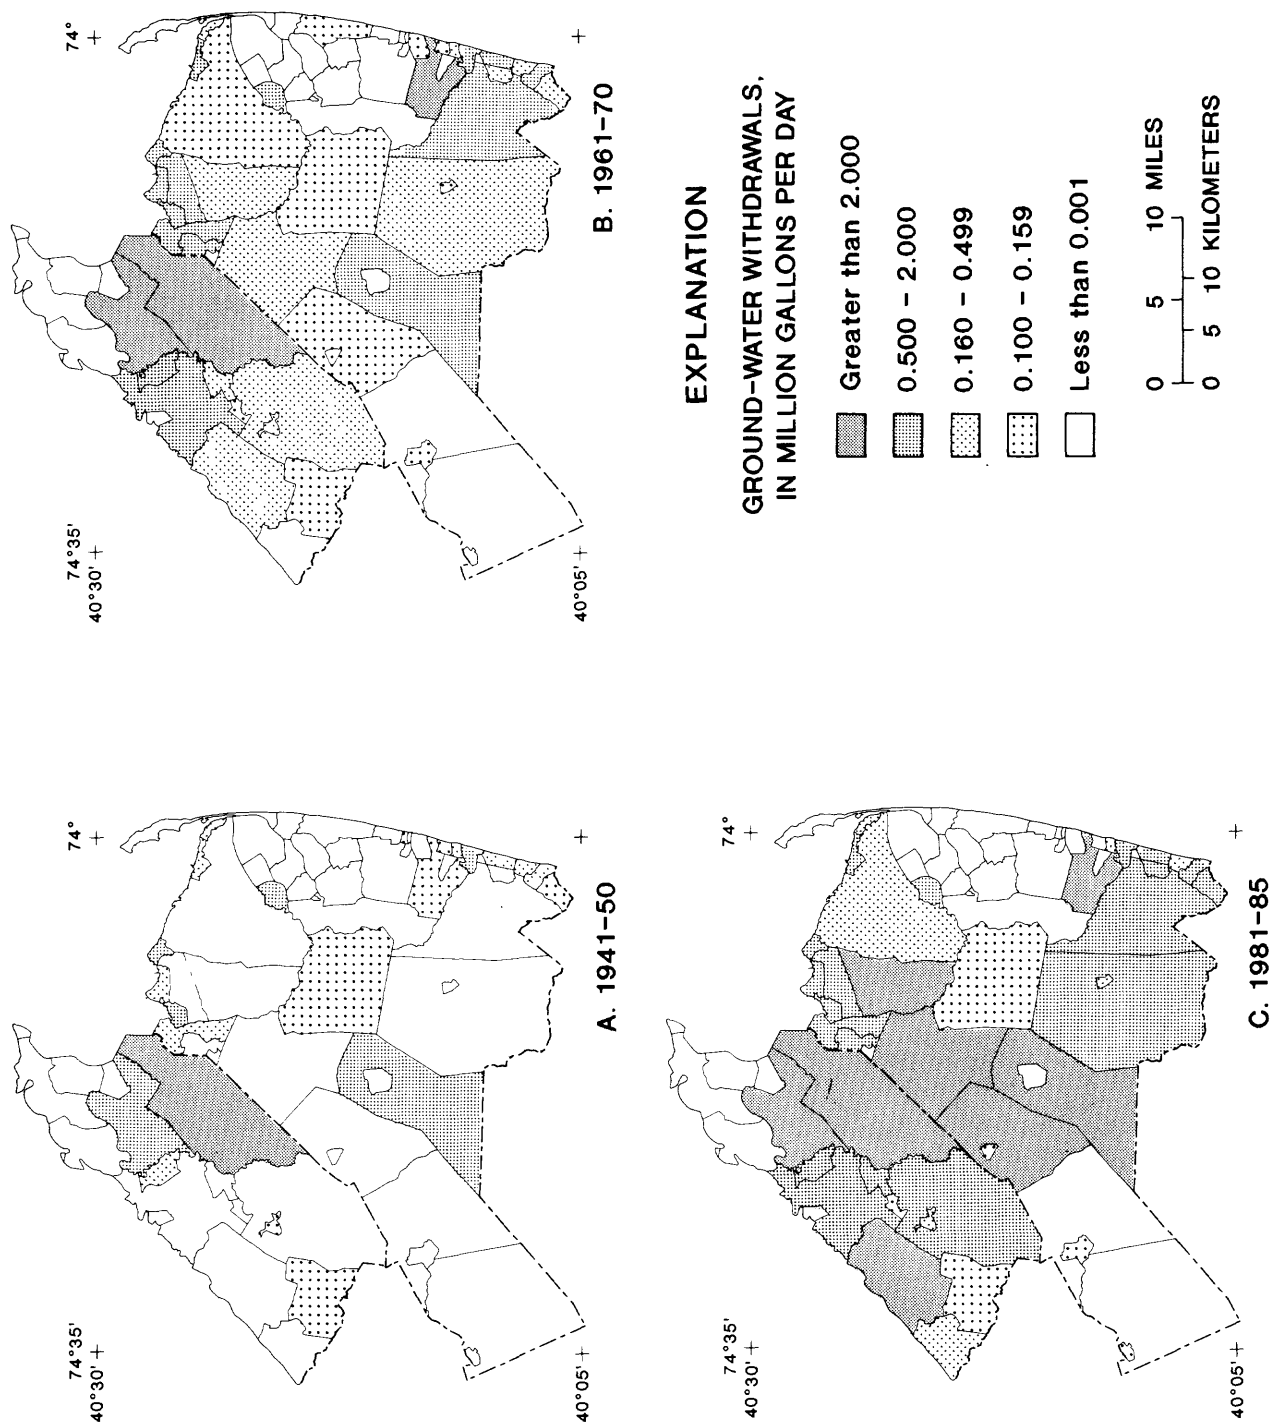 74°35'
40°30'
74°
40°05'
A. 1941–50
74°35'
40°30'
74°
40°05'
B. 1961–70
74°35'
40°30'
74°
40°05'
C. 1981–85
EXPLANATION
GROUND–WATER WITHDRAWALS,
IN MILLION GALLONS PER DAY
Greater than 2.000
0.500 – 2.000
0.160 – 0.499
0.100 – 0.159
Less than 0.001
0 5 10 MILES
0 5 10 KILOMETERS